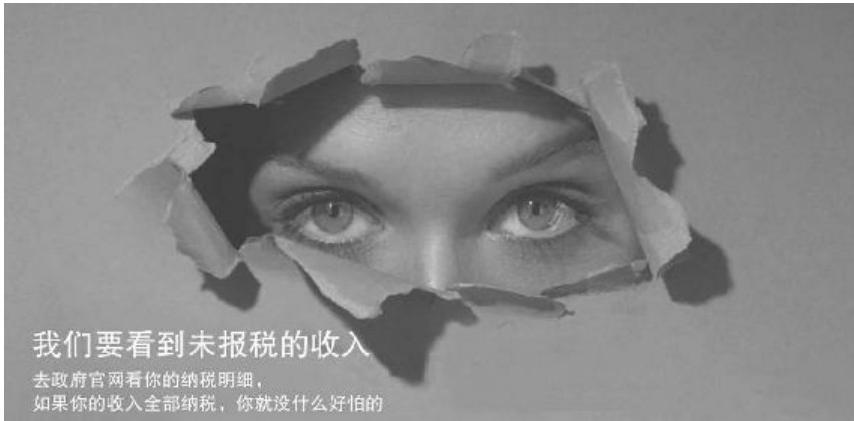 我们要看到未报税的收入
去政府官网看你的纳税明细，
如果你的收入全部纳税，你就没什么好怕的